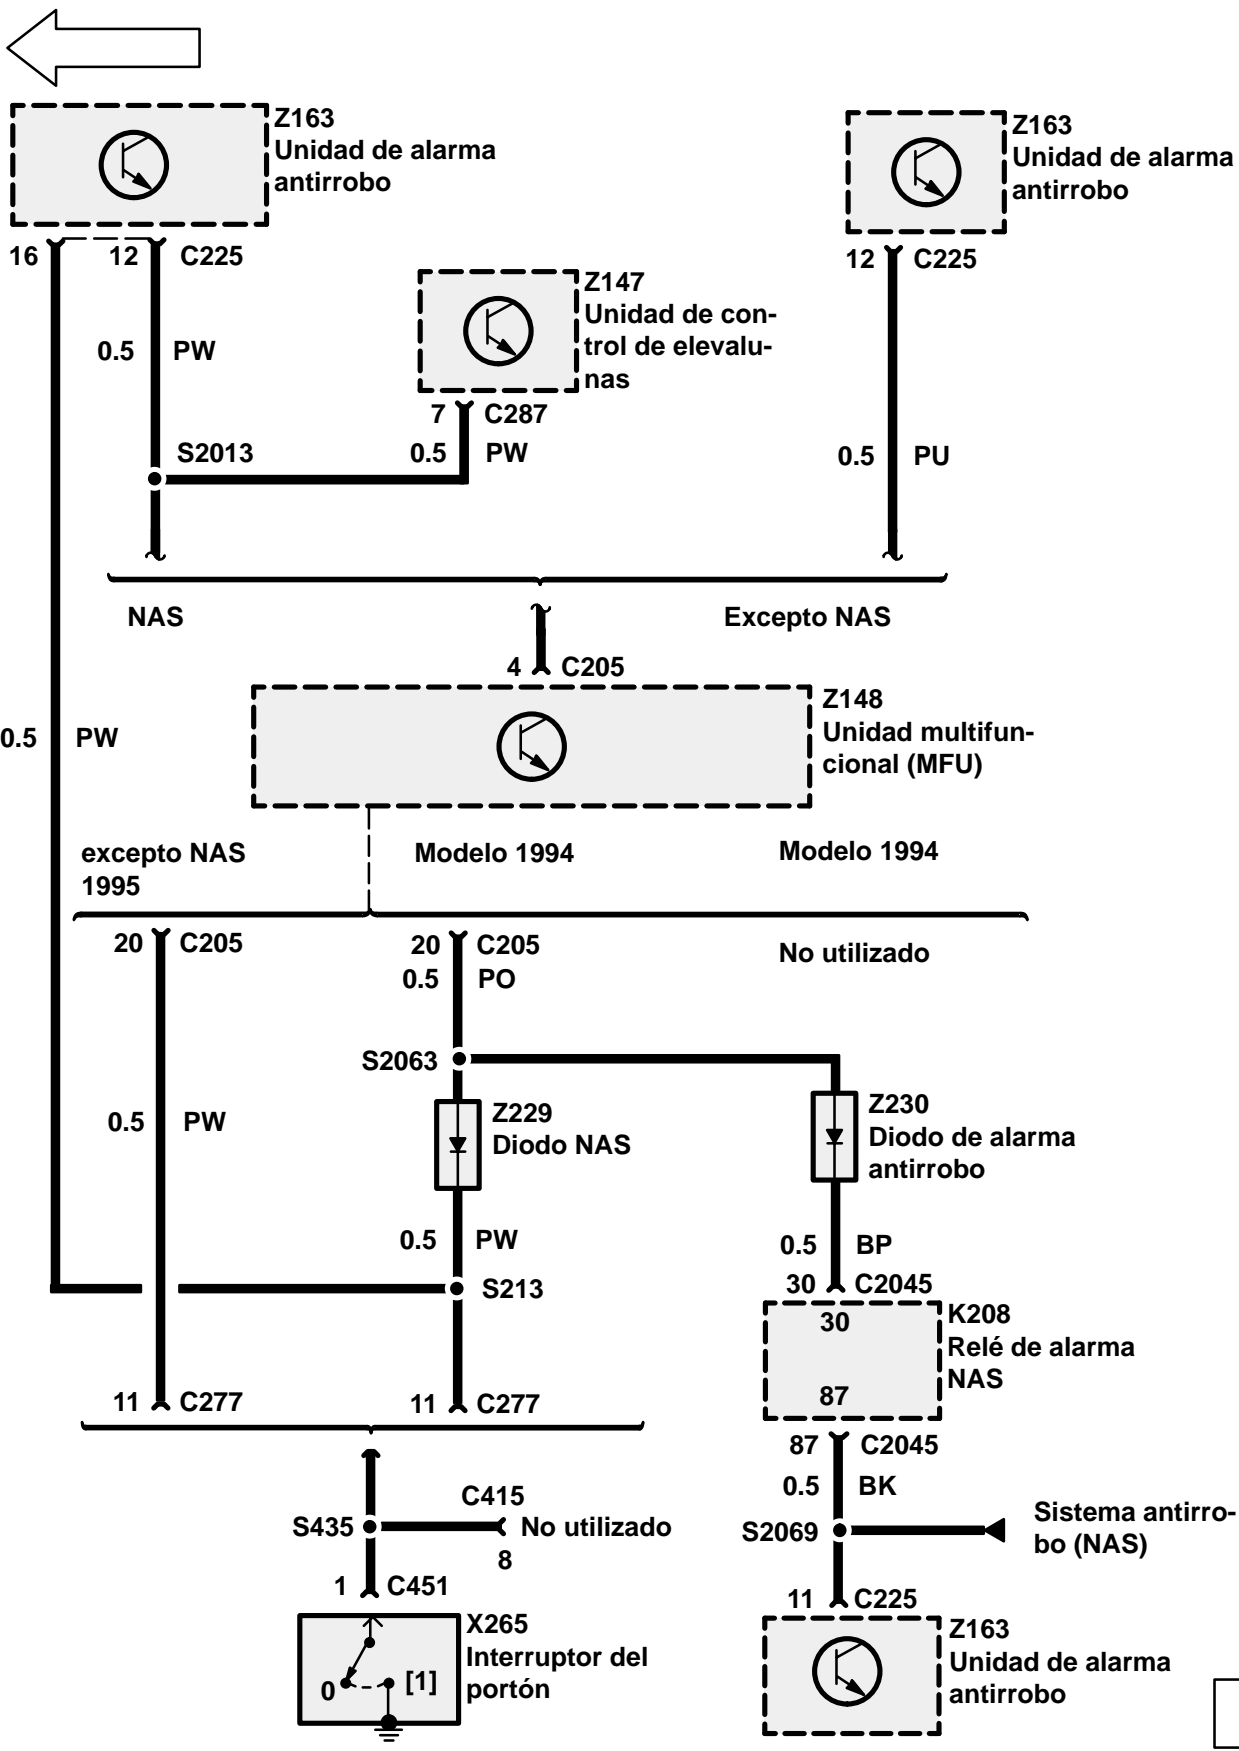 Z163
Unidad de alarma
antirrobo
Z163
Unidad de alarma
antirrobo
16
12
C225
12
C225
Z147
Unidad de con-
trol de elevalu-
nas
0.5
PW
7
C287
S2013
0.5
PW
0.5
PU
NAS
Excepto NAS
4
C205
Z148
Unidad multifun-
cional (MFU)
0.5
PW
excepto NAS
1995
Modelo 1994
Modelo 1994
20
C205
20
C205
0.5
PO
No utilizado
S2063
0.5
PW
Z229
Diodo NAS
Z230
Diodo de alarma
antirrobo
0.5
PW
0.5
BP
S213
30
C2045
30
K208
Relé de alarma
NAS
87
11
C277
11
C277
87
C2045
0.5
BK
C415
S435
No utilizado
8
S2069
Sistema antirro-
bo (NAS)
1
C451
11
C225
X265
Interruptor del
portón
0
[1]
Z163
Unidad de alarma
antirrobo